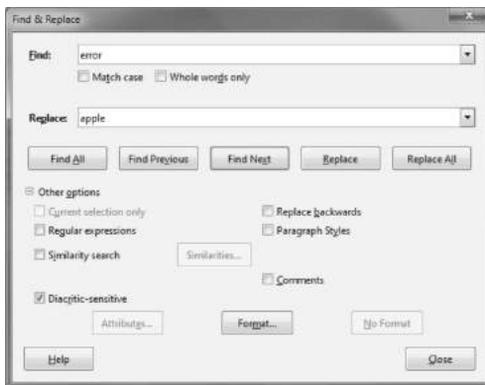 Find & Replace
Find: error
Match case Whole words only
Replace: apple
Find All Find Previous Find Next Replace Replace All
Other options
Current selection only Replace backwards
Regular expressions Paragraph Styles
Similarity search Similarities...
Comments
Diacritic-sensitive
Attributes... Format... No Format
Help Close